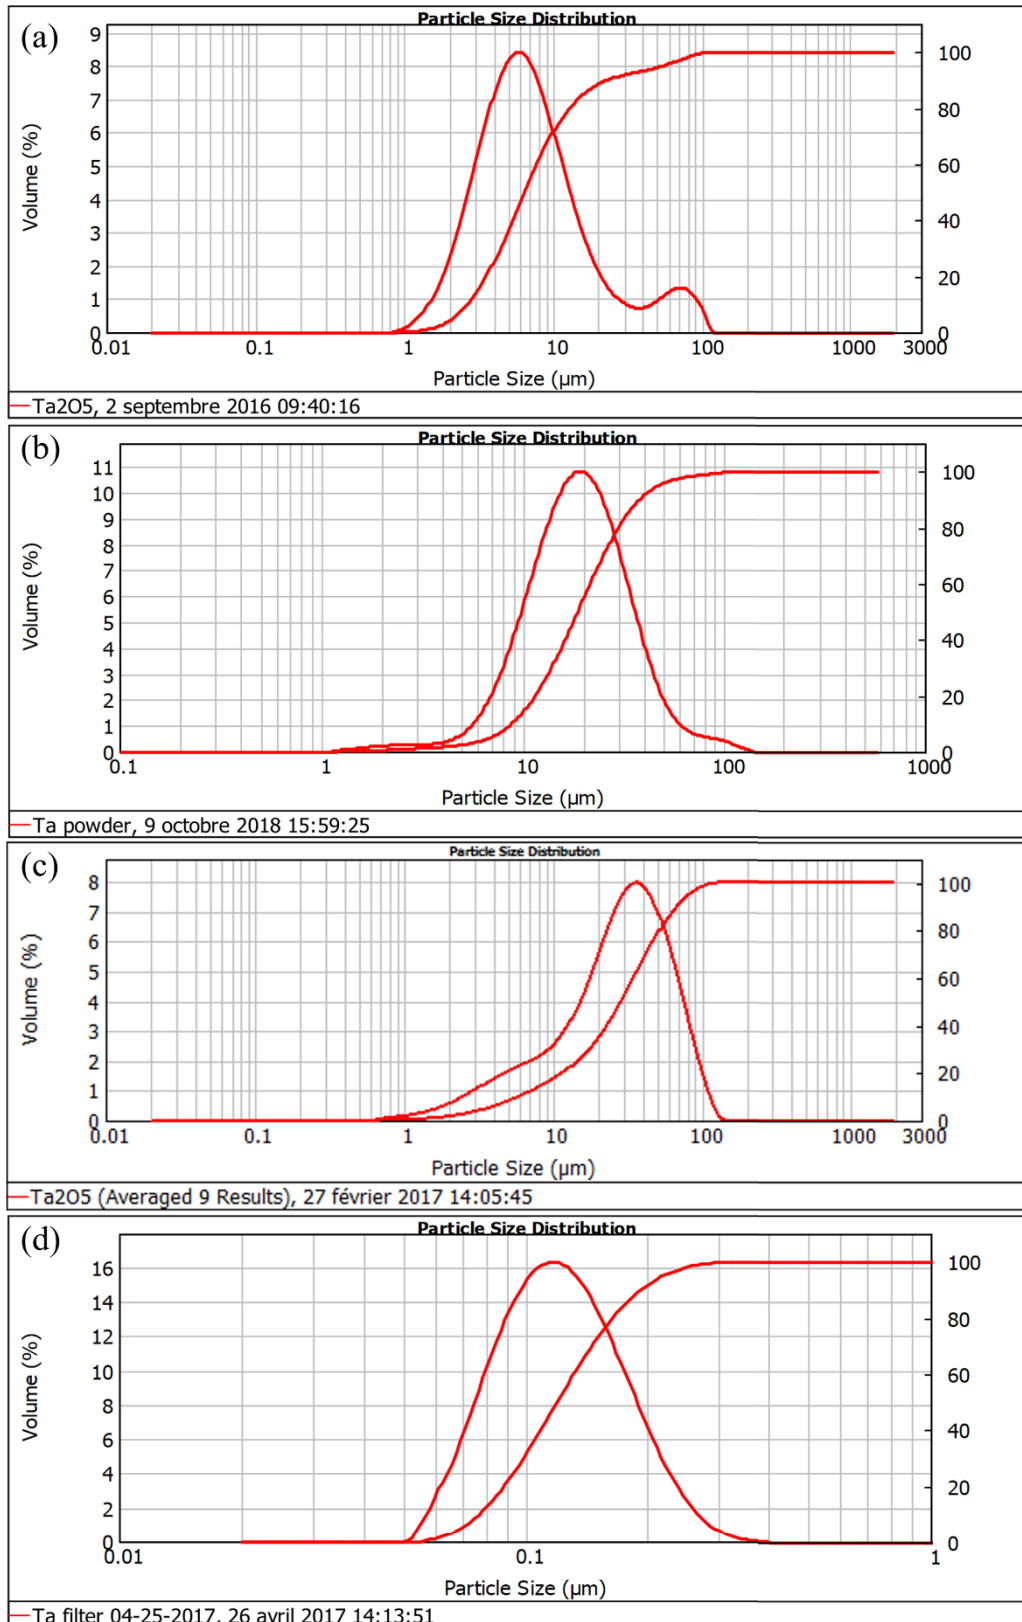 (a)
Particle Size Distribution
Volume (%)
9
8
7
6
5
4
3
2
1
0
100
80
60
40
20
0
0.01 0.1 1 10 100 1000 3000
Particle Size (µm)
Ta2O5, 2 septembre 2016 09:40:16
(b)
Particle Size Distribution
Volume (%)
11
10
9
8
7
6
5
4
3
2
1
0
100
80
60
40
20
0
0.1 1 10 100 1000
Particle Size (µm)
Ta powder, 9 octobre 2018 15:59:25
(c)
Particle Size Distribution
Volume (%)
8
7
6
5
4
3
2
1
0
100
80
60
40
20
0
0.01 0.1 1 10 100 1000 3000
Particle Size (µm)
Ta2O5 (Averaged 9 Results), 27 février 2017 14:05:45
(d)
Particle Size Distribution
Volume (%)
16
14
12
10
8
6
4
2
0
100
80
60
40
20
0
0.01 0.1 1
Particle Size (µm)
Ta filter 04-25-2017, 26 avril 2017 14:13:51